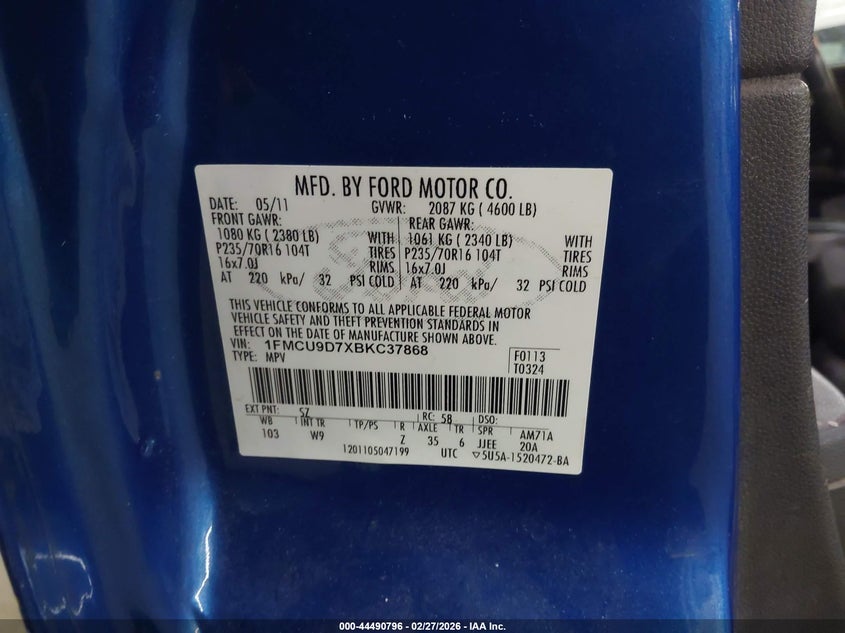 MFD. BY FORD MOTOR CO.
DATE: 05/11 GVWR: 2087 KG ( 4600 LB)
FRONT GAWR: REAR GAWR:
1080 KG ( 2380 LB) WITH 1061 KG ( 2340 LB) WITH
P235/70R16 104T TIRES P235/70R16 104T TIRES
16x7.0J RIMS 16x7.0J RIMS
AT 220 kPa/ 32 PSI COLD AT 220 kPa/ 32 PSI COLD
THIS VEHICLE CONFORMS TO ALL APPLICABLE FEDERAL MOTOR
VEHICLE SAFETY AND THEFT PREVENTION STANDARDS IN
EFFECT ON THE DATE OF MANUFACTURE SHOWN ABOVE.
VIN: 1FMCU9D7XBKC37868
TYPE: MPV
F0113
T0324
EXT PNT: SZ RC: 58 DSO:
WB INT TR TP/PS R AXLE TR SPR AM71A
103 W9 Z 35 6 JJEE 20A
1201105047199 UTC ▽5U5A-1520472-BA
Ford
000-44490796 - 02/27/2026 - IAA Inc.